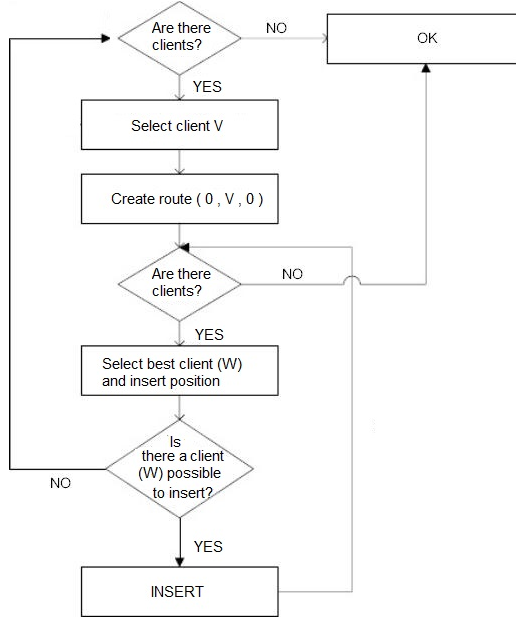 Are there
clients?
NO
OK
YES
Select client V
Create route ( 0 , V , 0 )
Are there
clients?
NO
YES
Select best client (W)
and insert position
Is
there a client
(W) possible
to insert?
NO
YES
INSERT